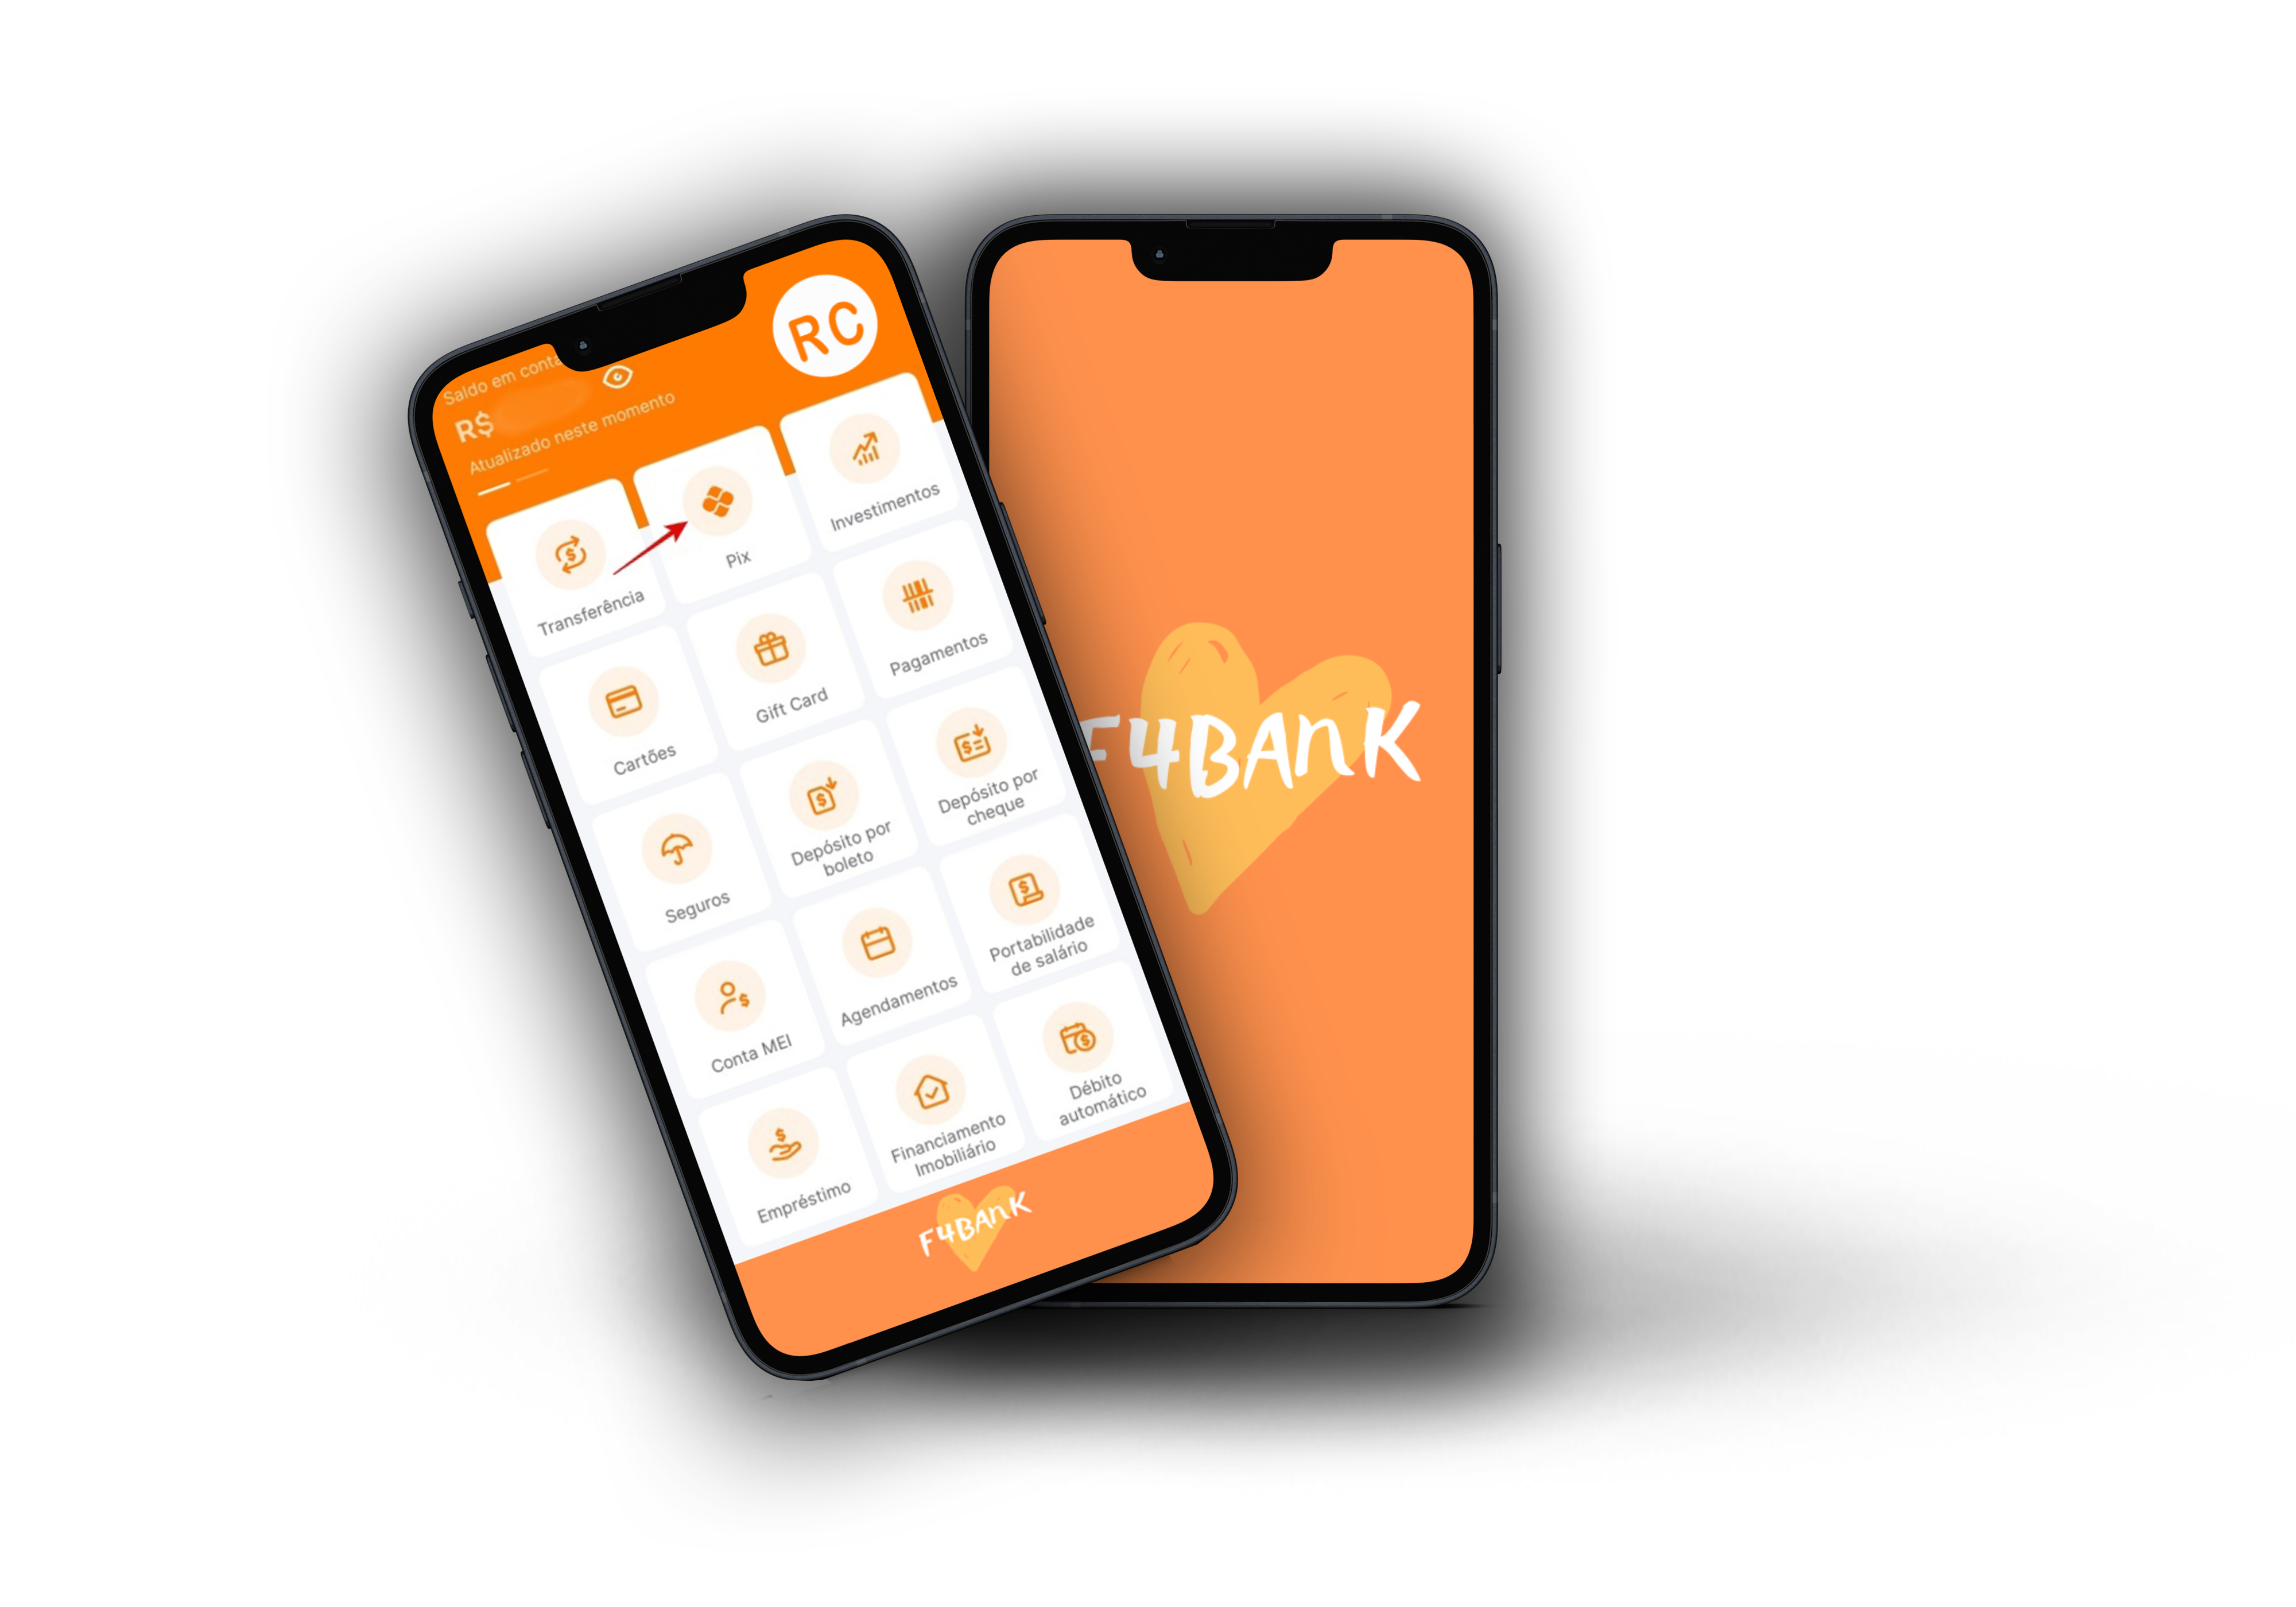 RC
Saldo em conta
R$
Atualizado neste momento
Transferência
Pix
Investimentos
Cartões
Gift Card
Pagamentos
Seguros
Depósito por
boleto
Depósito por
cheque
Conta MEI
Agendamentos
Portabilidade
de salário
Empréstimo
Financiamento
Imobiliário
Débito
automático
F4BAnK
F4BAnK